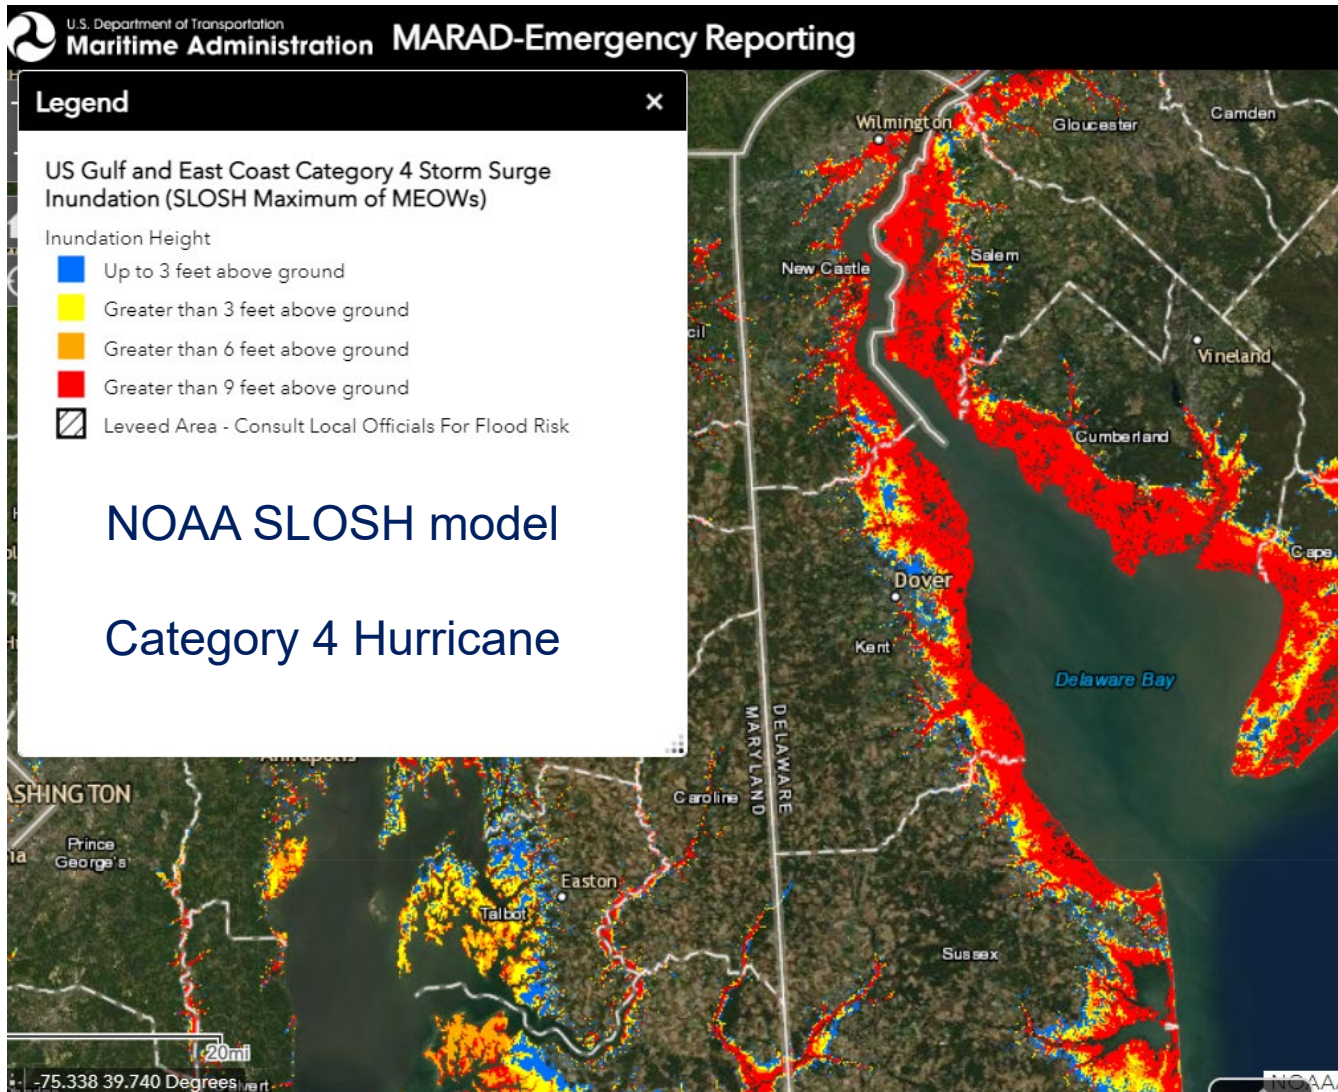 U.S. Department of Transportation
Maritime Administration
MARAD-Emergency Reporting
Legend
×
US Gulf and East Coast Category 4 Storm Surge
Inundation (SLOSH Maximum of MEOWs)
Inundation Height
Up to 3 feet above ground
Greater than 3 feet above ground
Greater than 6 feet above ground
Greater than 9 feet above ground
Leveed Area - Consult Local Officials For Flood Risk
NOAA SLOSH model
Category 4 Hurricane
Wilmington
Gloucester
Camden
New Castle
Salem
Vineland
Cumberland
Cape
Dover
Kent
Delaware Bay
MARYLAND
DELAWARE
Caroline
SHINGTON
Prince
George's
Easton
Talbot
Sussex
20mi
-75.338 39.740 Degrees
NOAA